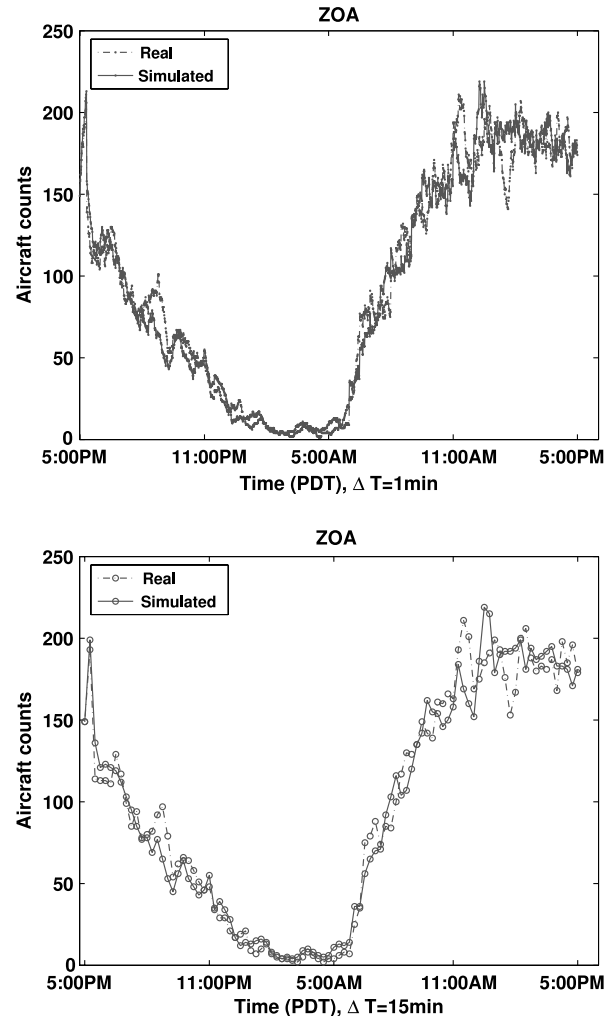 ZOA
250
200
150
100
50
0
Aircraft counts
Real
Simulated
5:00PM 11:00PM 5:00AM 11:00AM 5:00PM
Time (PDT), Δ T=1min
ZOA
250
200
150
100
50
0
Aircraft counts
Real
Simulated
5:00PM 11:00PM 5:00AM 11:00AM 5:00PM
Time (PDT), Δ T=15min